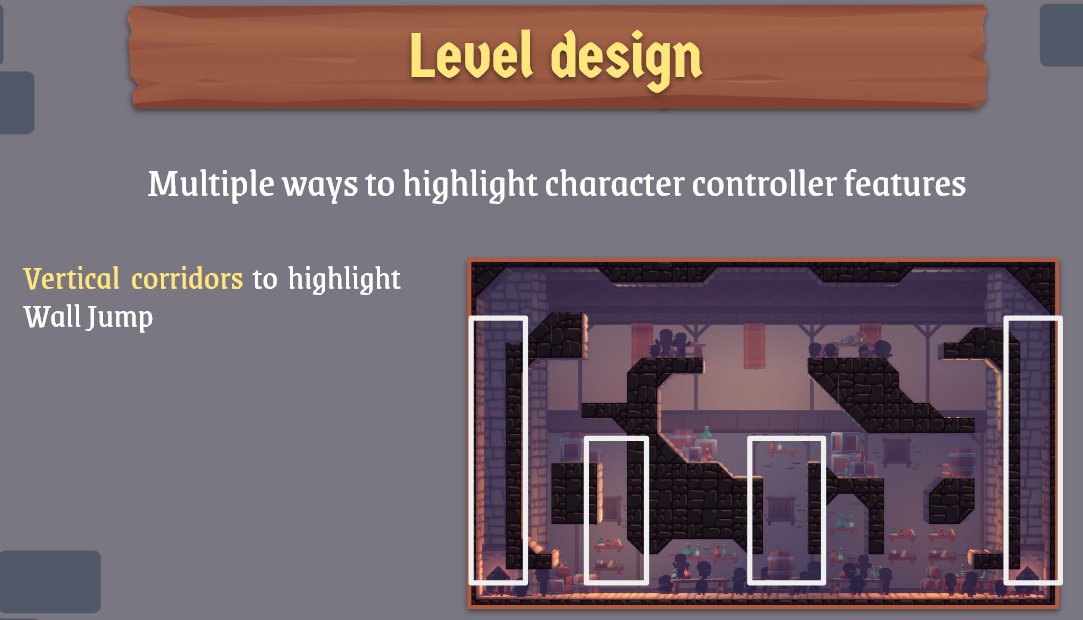 Level design
Multiple ways to highlight character controller features
Vertical corridors to highlight
Wall Jump